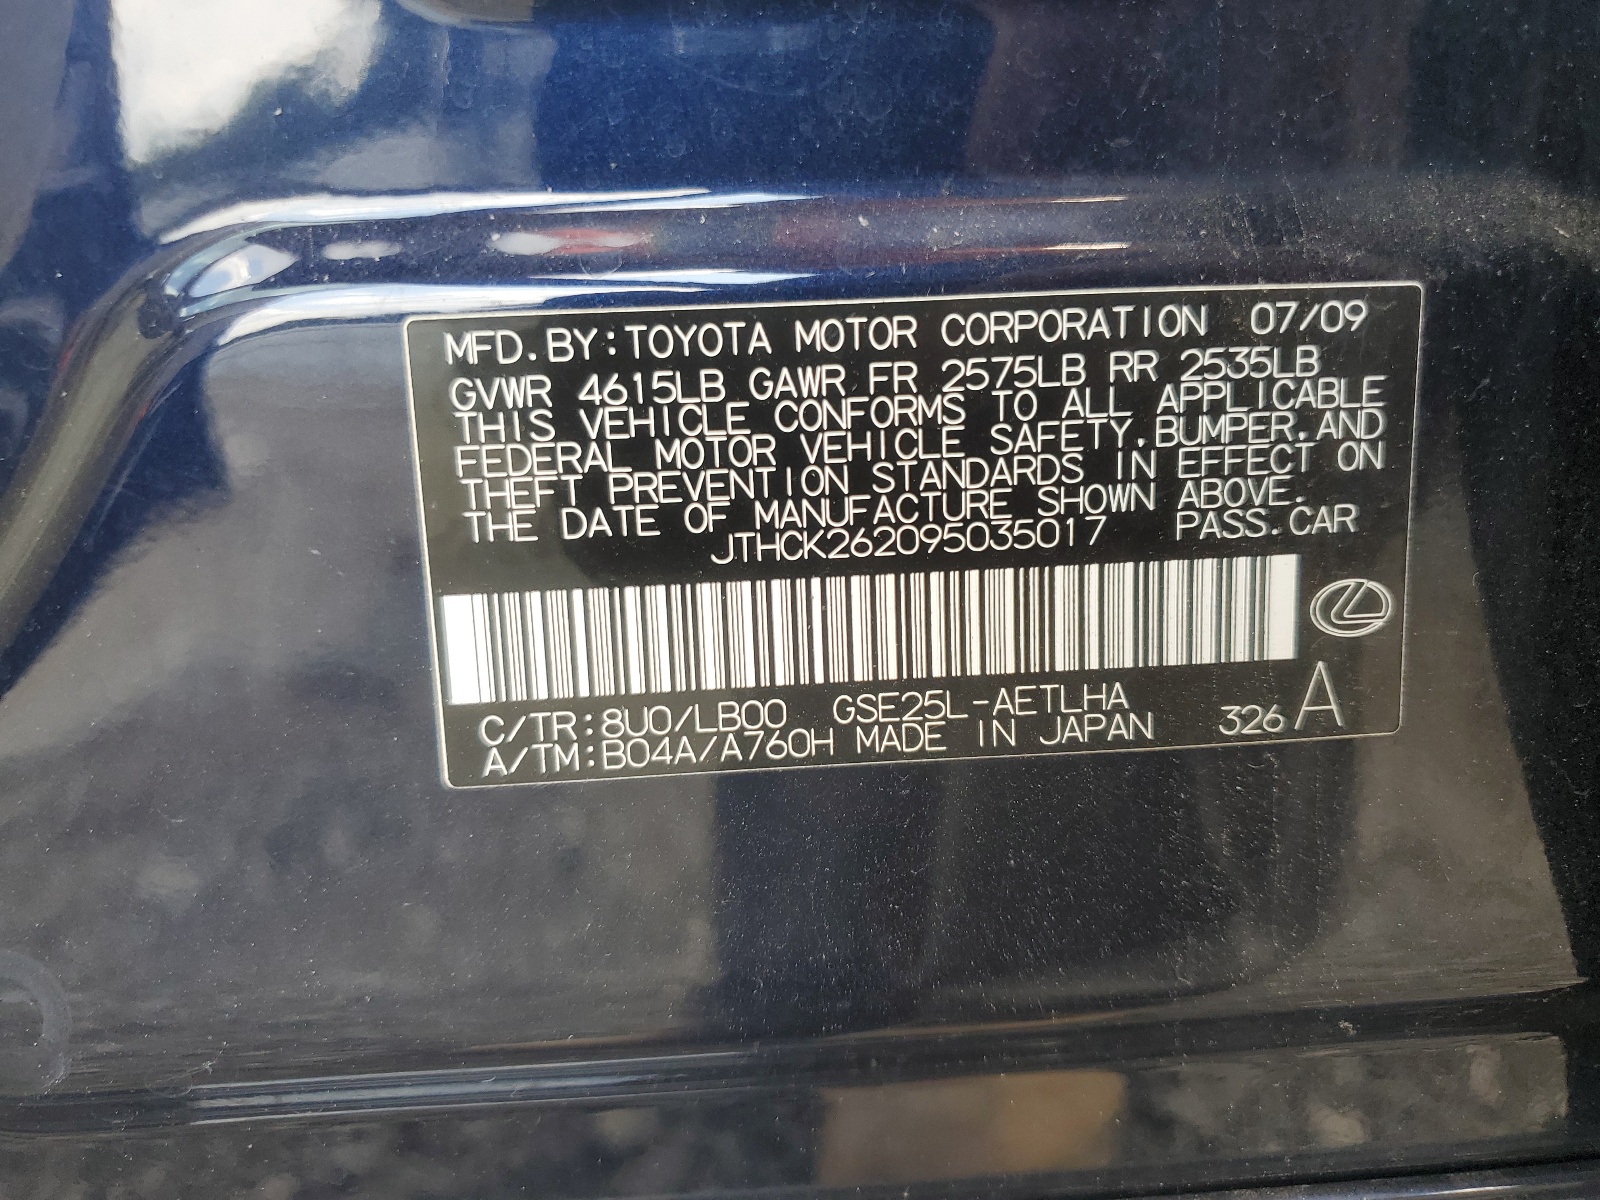 MFD. BY: TOYOTA MOTOR CORPORATION 07/09
GVWR 4615LB GAWR FR 2575LB RR 2535LB
THIS VEHICLE CONFORMS TO ALL APPLICABLE
FEDERAL MOTOR VEHICLE SAFETY, BUMPER, AND
THEFT PREVENTION STANDARDS IN EFFECT ON
THE DATE OF MANUFACTURE SHOWN ABOVE.
JTHCK262095035017 PASS. CAR
C/TR: 8U0/LB00 GSE25L-AETLHA
A/TM: B04A/A760H MADE IN JAPAN 326 A